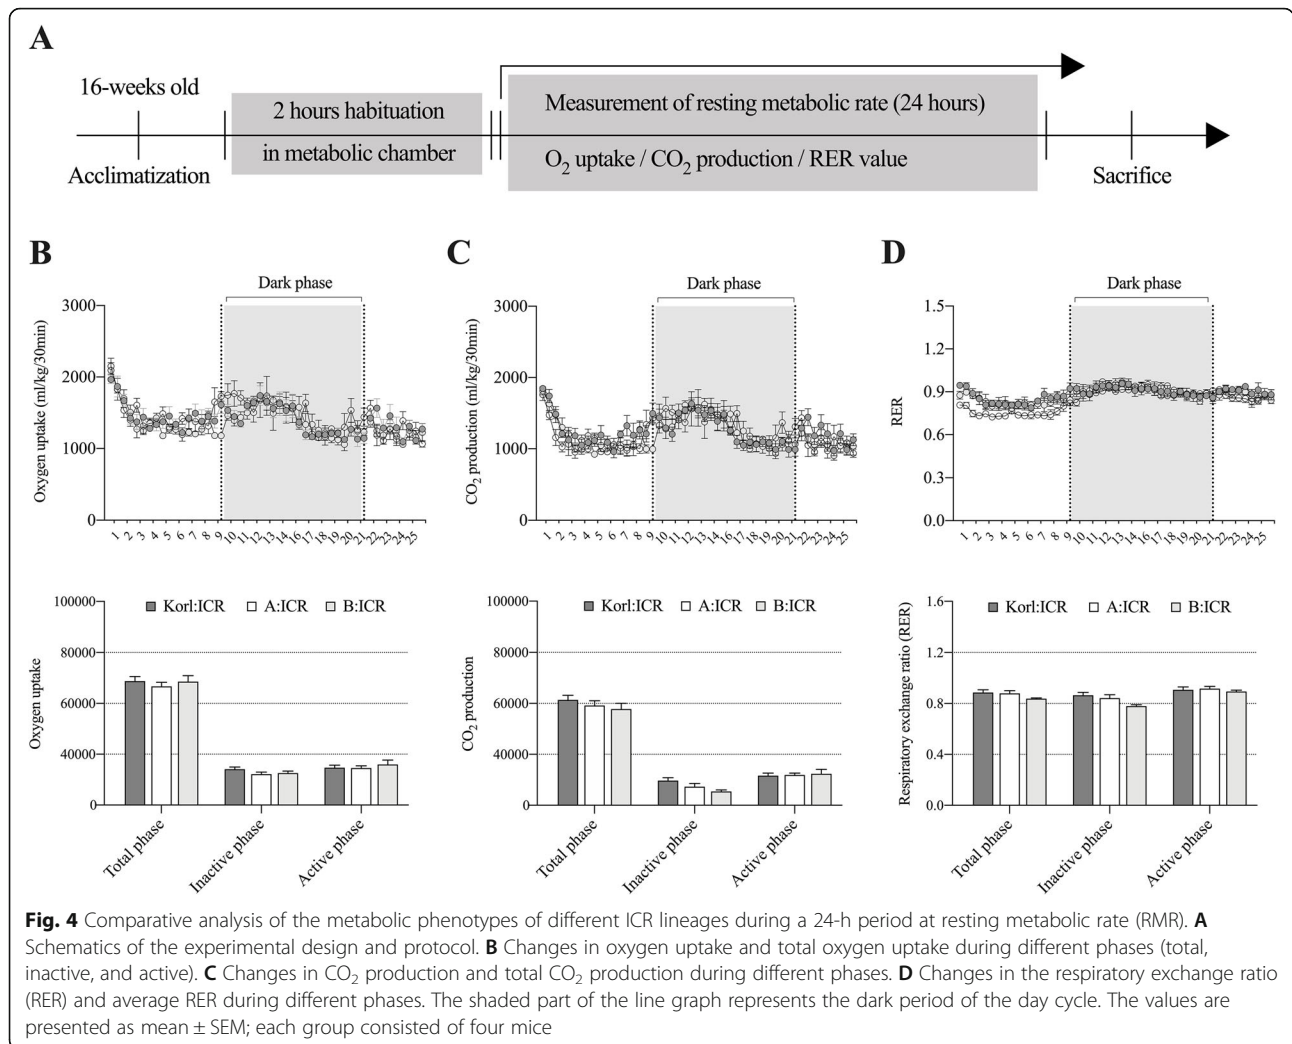 A
16-weeks old
Acclimatization
2 hours habituation
in metabolic chamber
Measurement of resting metabolic rate (24 hours)
O2 uptake / CO2 production / RER value
Sacrifice
B
Dark phase
Oxygen uptake (ml/kg/30min)
3000
2000
1000
0
1 2 3 4 5 6 7 8 9 10 11 12 13 14 16 17 18 19 20 21 22 23 24 25
C
Dark phase
CO2 production (ml/kg/30min)
3000
2000
1000
0
1 2 3 4 5 6 7 8 9 10 11 12 13 14 16 17 18 19 20 21 22 23 24 25
D
Dark phase
RER
1.5
1.2
0.9
0.6
0.3
0.0
1 2 3 4 5 6 7 8 9 10 11 12 13 14 16 17 18 19 20 21 22 23 24 25
Oxygen uptake
100000
80000
60000
40000
20000
0
Korl:ICR A:ICR B:ICR
Total phase
Inactive phase
Active phase
CO2 production
100000
80000
60000
40000
20000
0
Korl:ICR A:ICR B:ICR
Total phase
Inactive phase
Active phase
Respiratory exchange ratio (RER)
1.6
1.2
0.8
0.4
0.0
Korl:ICR A:ICR B:ICR
Total phase
Inactive phase
Active phase
Fig. 4 Comparative analysis of the metabolic phenotypes of different ICR lineages during a 24-h period at resting metabolic rate (RMR). A
Schematics of the experimental design and protocol. B Changes in oxygen uptake and total oxygen uptake during different phases (total,
inactive, and active). C Changes in CO2 production and total CO2 production during different phases. D Changes in the respiratory exchange ratio
(RER) and average RER during different phases. The shaded part of the line graph represents the dark period of the day cycle. The values are
presented as mean ± SEM; each group consisted of four mice